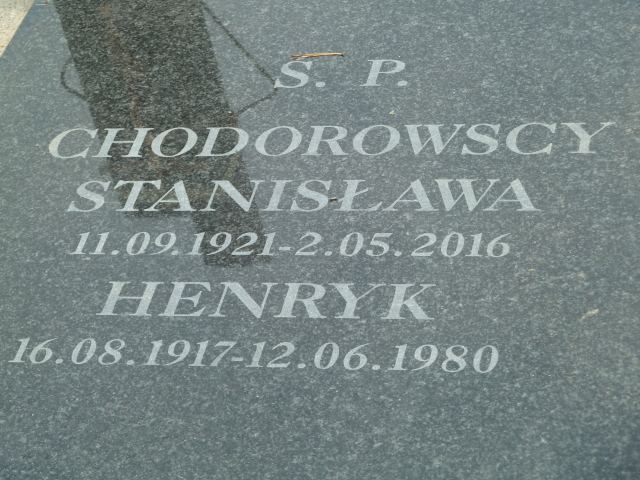 S. P.
CHODOROWSCY
STANISŁAWA
11.09.1921-2.05.2016
HENRYK
16.08.1917-12.06.1980